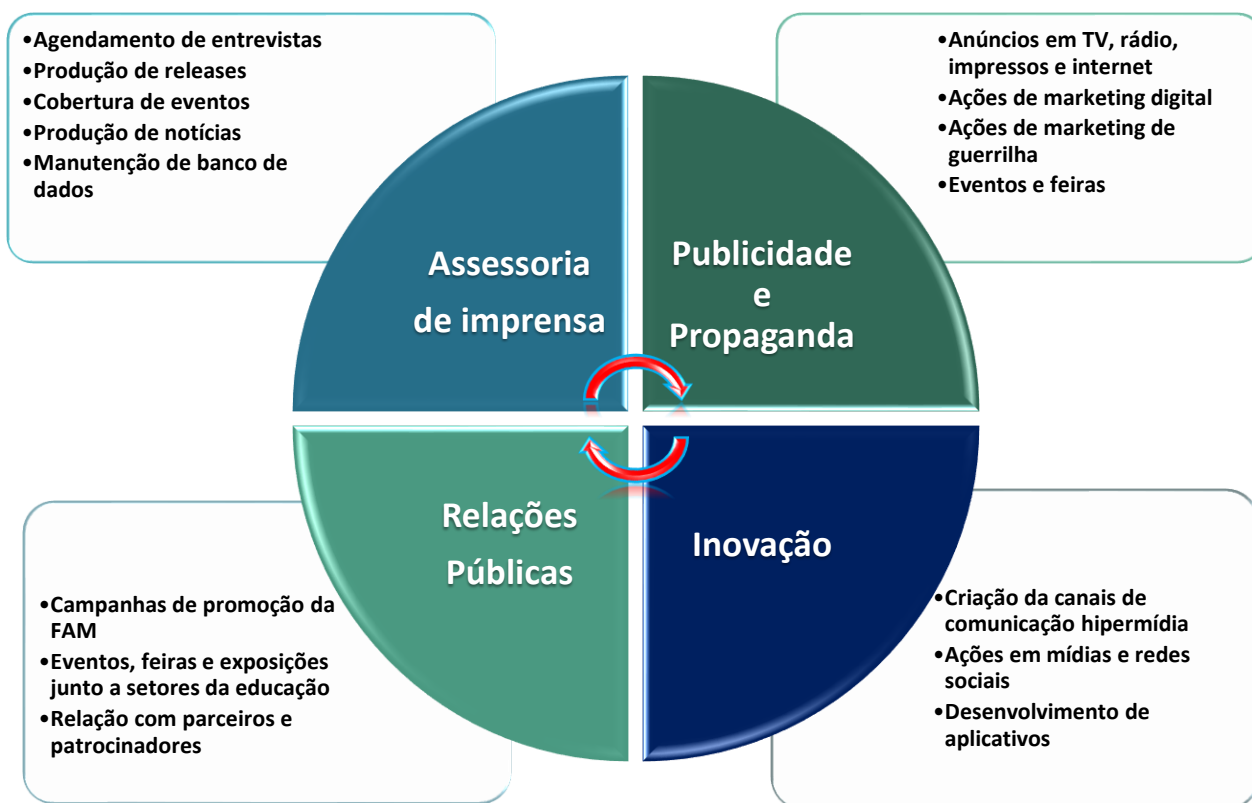 •Agendamento de entrevistas
•Produção de releases
•Cobertura de eventos
•Produção de notícias
•Manutenção de banco de
dados
•Anúncios em TV, rádio,
impressos e internet
•Ações de marketing digital
•Ações de marketing de
guerrilha
•Eventos e feiras
Assessoria
de imprensa
Publicidade
e
Propaganda
Relações
Públicas
Inovação
•Campanhas de promoção da
FAM
•Eventos, feiras e exposições
junto a setores da educação
•Relação com parceiros e
patrocinadores
•Criação da canais de
comunicação hipermídia
•Ações em mídias e redes
sociais
•Desenvolvimento de
aplicativos